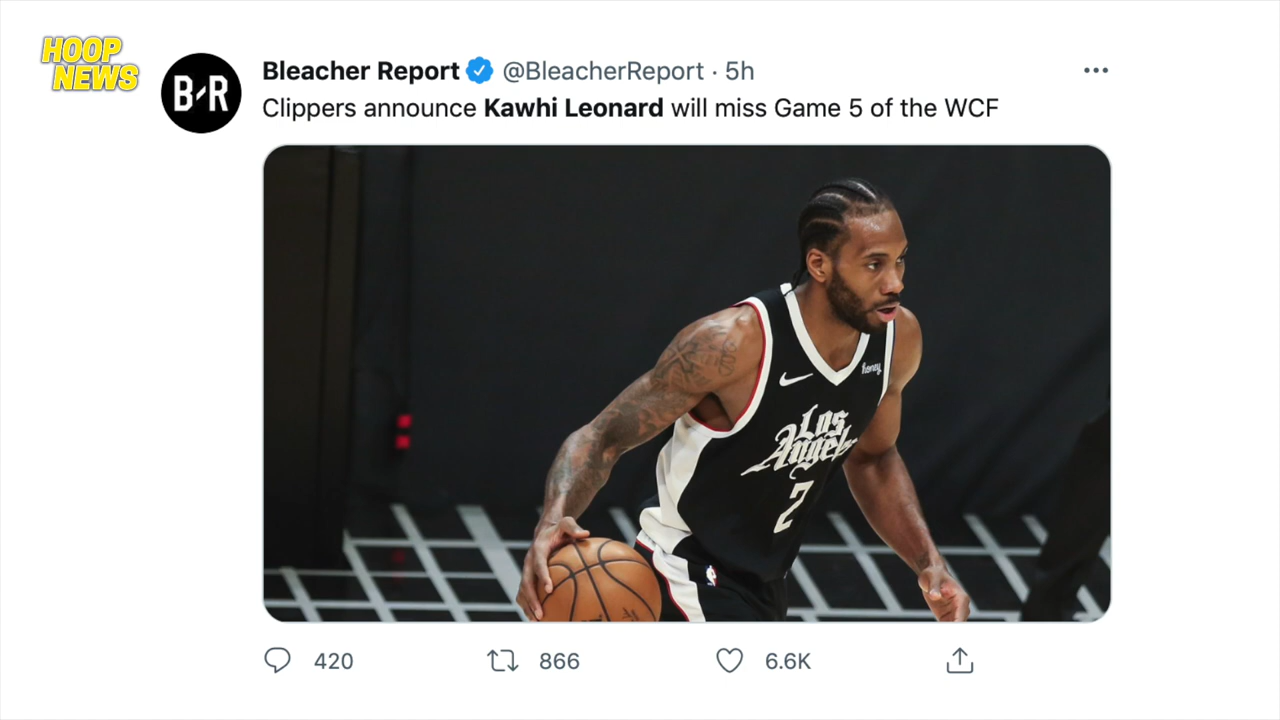 HOOP
NEWS
B-R
Bleacher Report @BleacherReport · 5h
Clippers announce Kawhi Leonard will miss Game 5 of the WCF
honey
Los
Angeles
2
420 866 6.6K